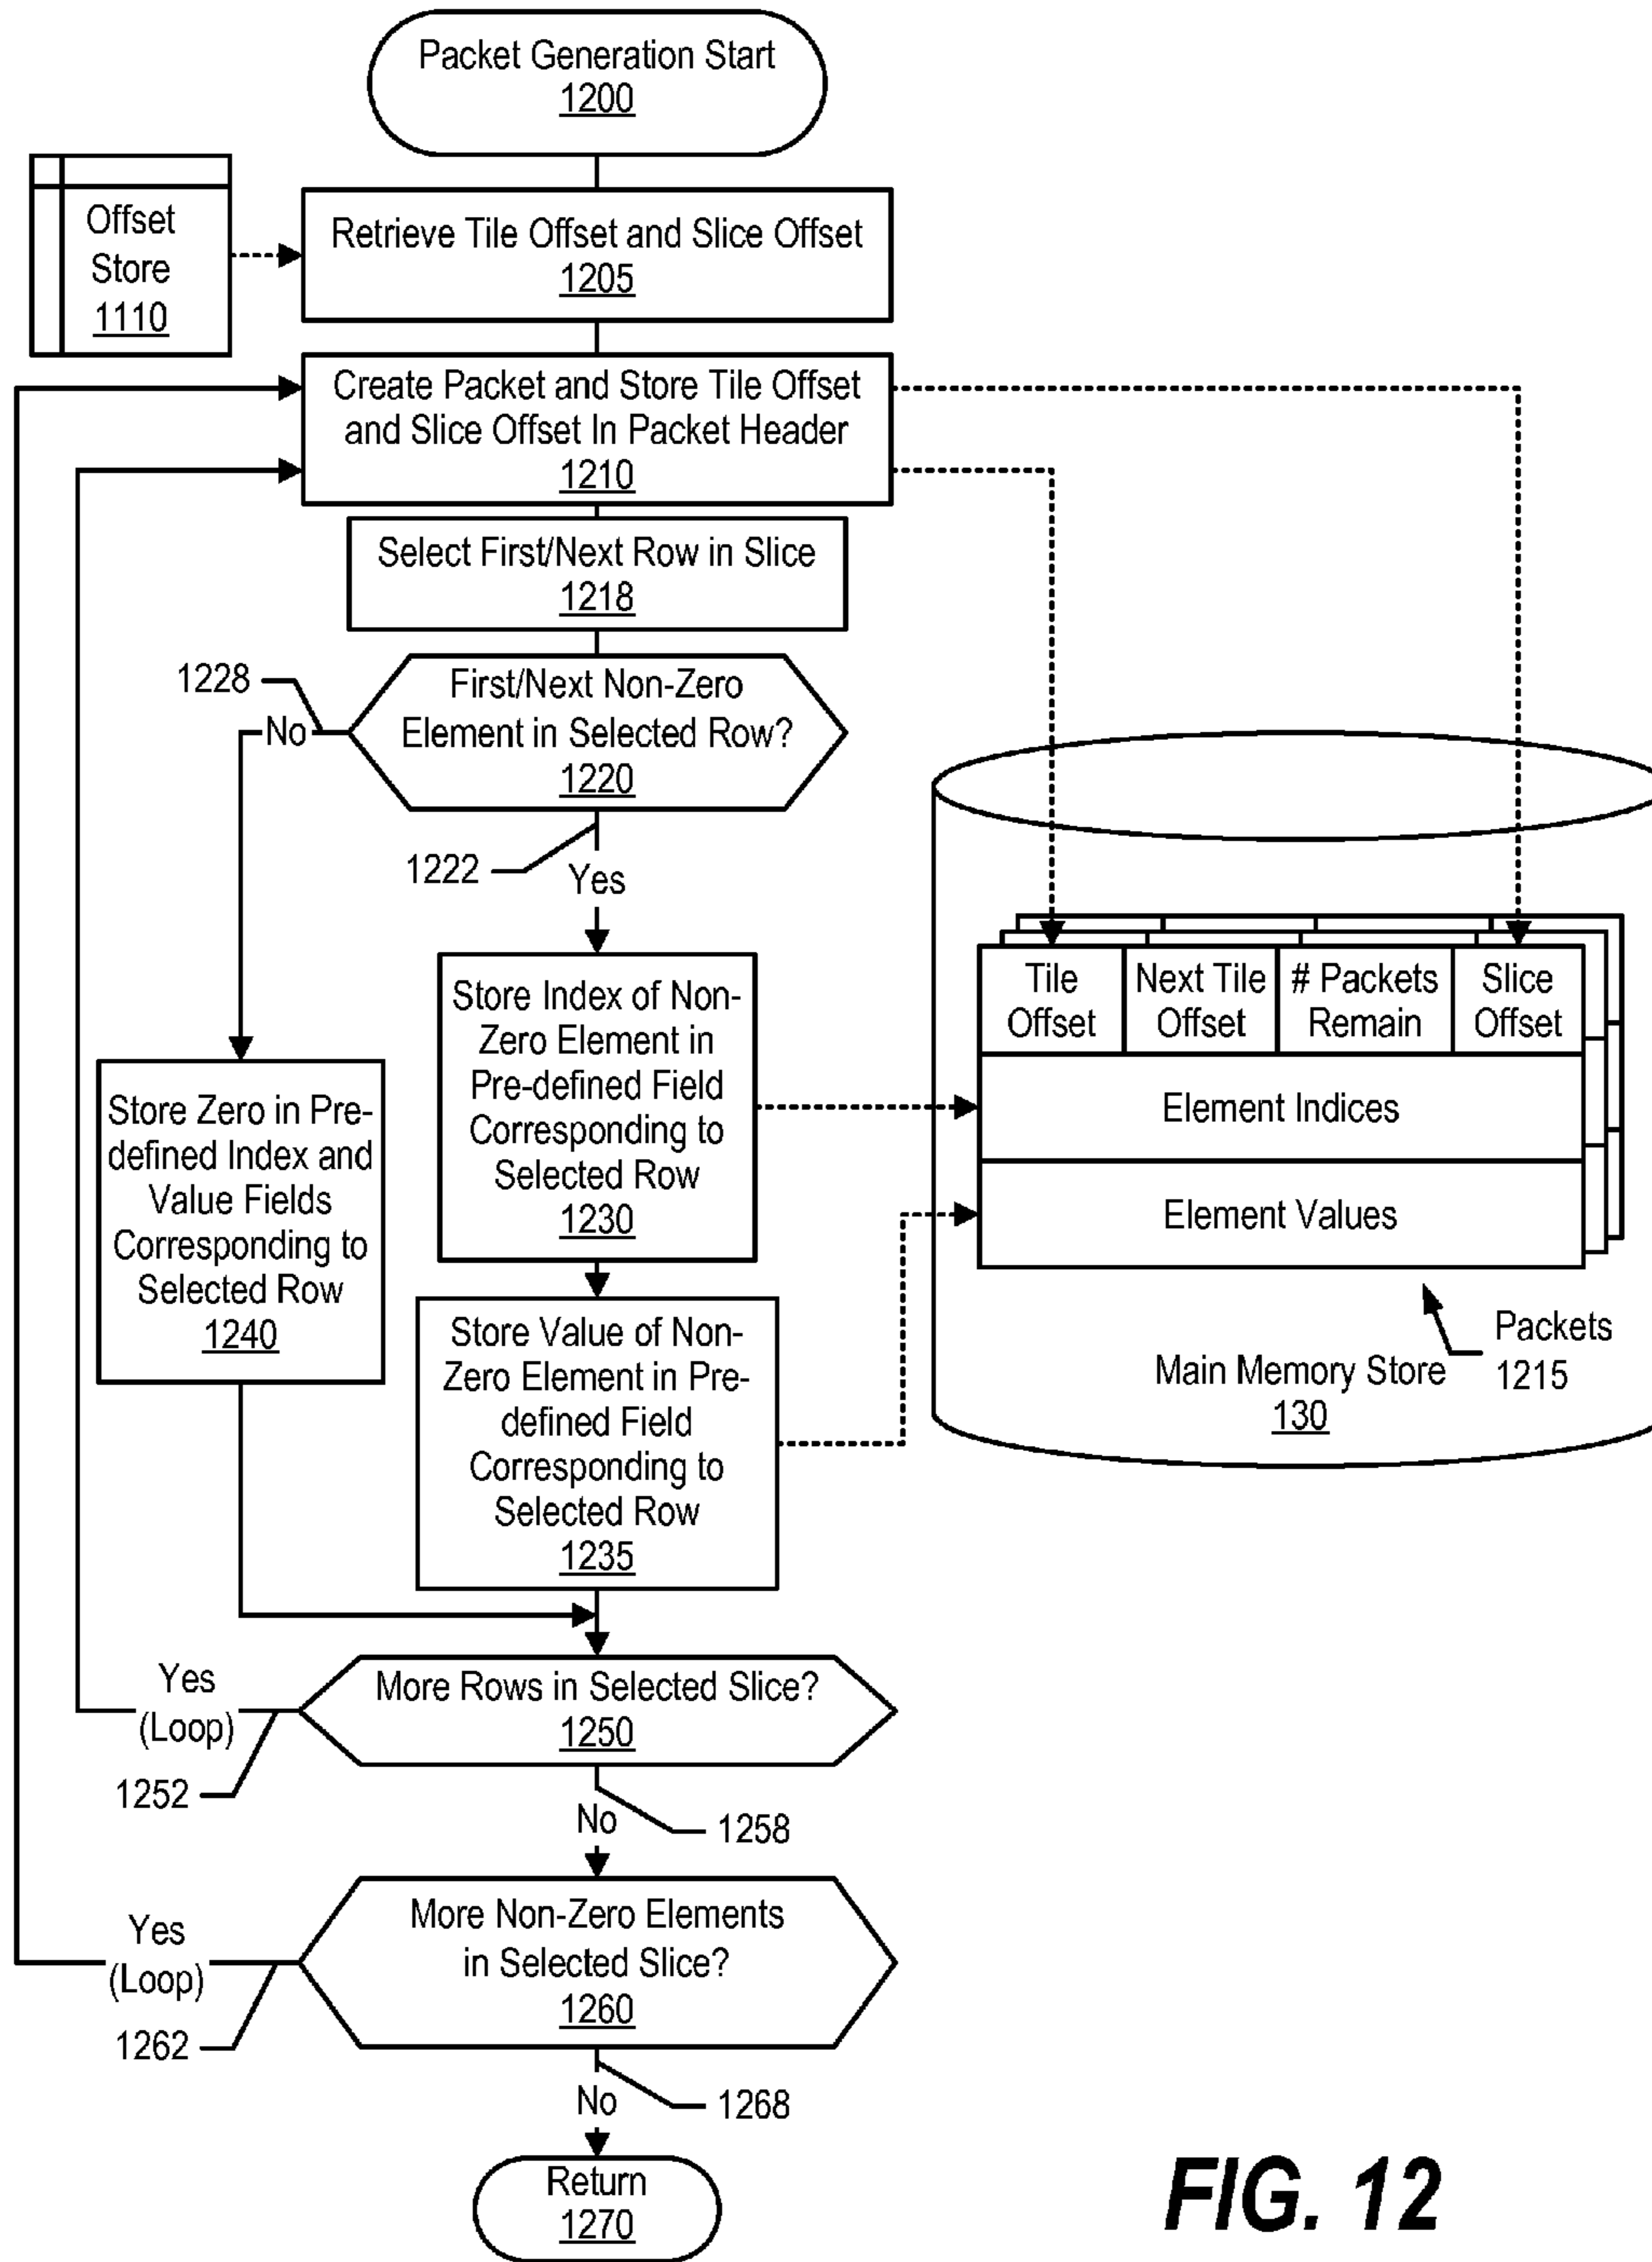 Packet Generation Start
1200
Offset
Store
1110
Retrieve Tile Offset and Slice Offset
1205
Create Packet and Store Tile Offset
and Slice Offset In Packet Header
1210
Select First/Next Row in Slice
1218
1228
No
First/Next Non-Zero
Element in Selected Row?
1220
1222
Yes
Store Index of Non-
Zero Element in
Pre-defined Field
Corresponding to
Selected Row
1230
Store Zero in Pre-
defined Index and
Value Fields
Corresponding to
Selected Row
1240
Store Value of Non-
Zero Element in Pre-
defined Field
Corresponding to
Selected Row
1235
Tile
Offset
Next Tile
Offset
# Packets
Remain
Slice
Offset
Element Indices
Element Values
Packets
1215
Main Memory Store
130
Yes
(Loop)
1252
More Rows in Selected Slice?
1250
No
1258
Yes
(Loop)
1262
More Non-Zero Elements
in Selected Slice?
1260
No
1268
Return
1270
FIG. 12